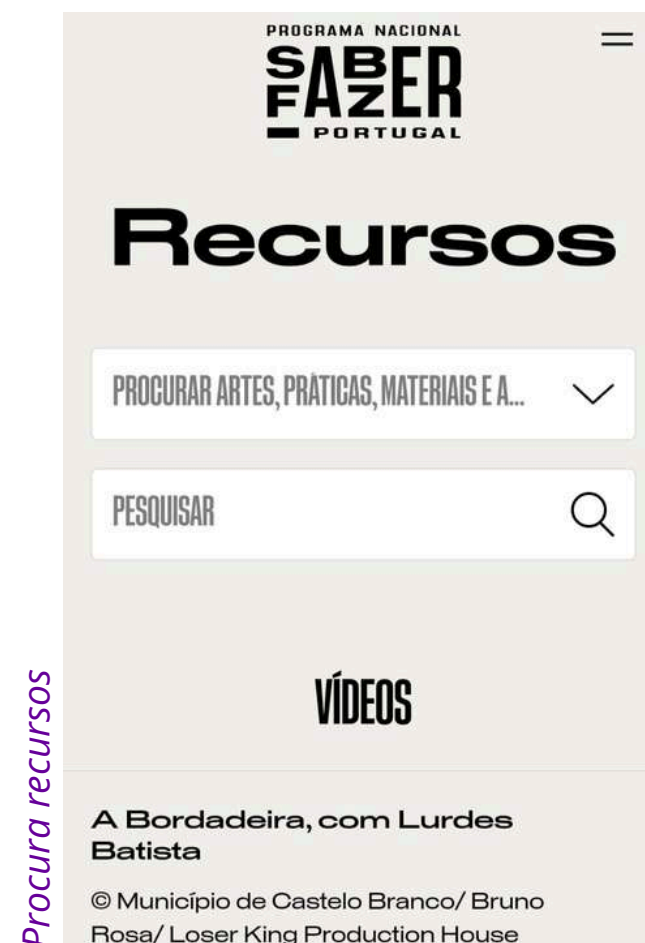 PROGRAMA NACIONAL
SABER
FAZER
PORTUGAL
Recursos
PROCURAR ARTES, PRÁTICAS, MATERIAIS E A...
PESQUISAR
VÍDEOS
A Bordadeira, com Lurdes
Batista
© Município de Castelo Branco/ Bruno
Rosa/ Loser King Production House
Procura recursos